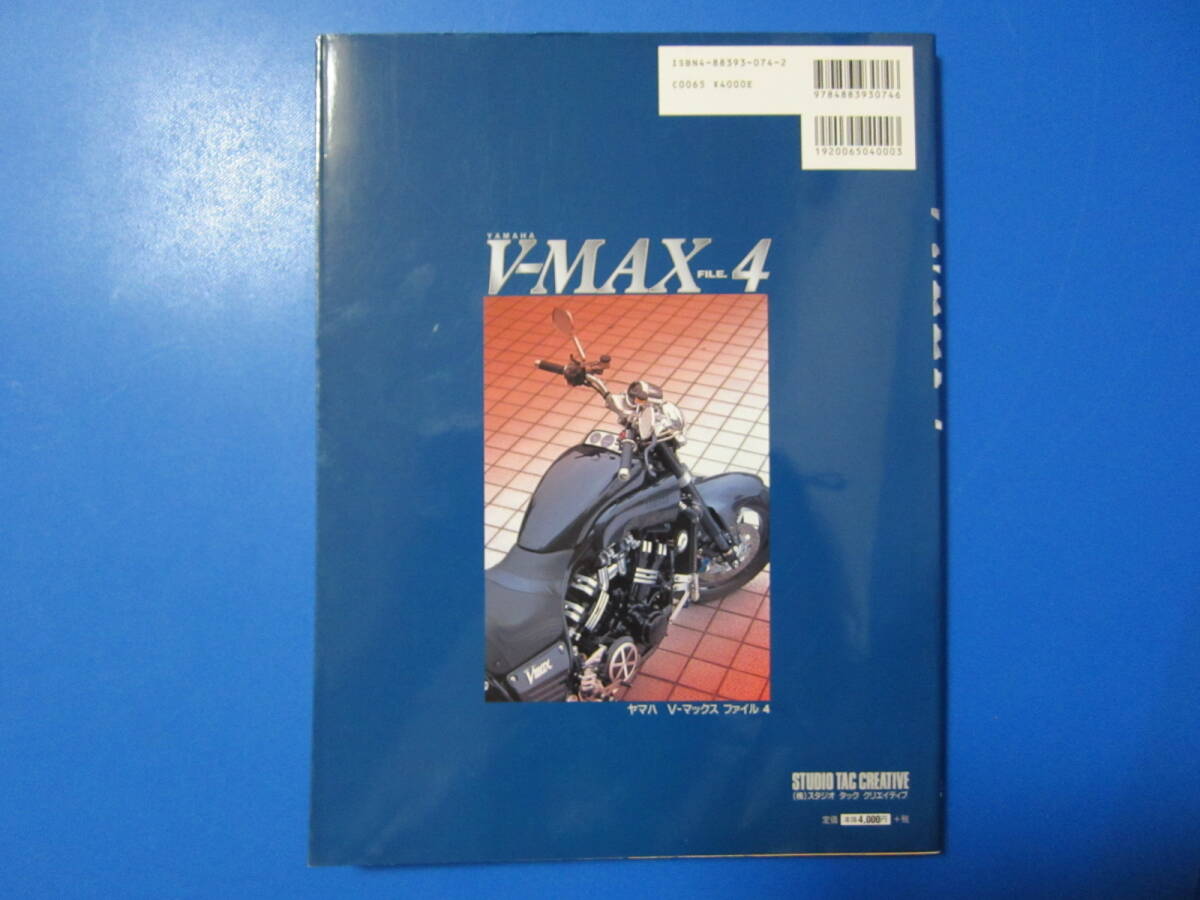 ISBN4-88393-074-2
C0065 ¥4000E
9784883930746
1920065040003
YAMAHA
V-MAX FILE. 4
Vmax
ヤマハ V-マックス ファイル 4
STUDIO TAC CREATIVE
(株)スタジオ タック クリエイティブ
定価 本体4,000円 +税